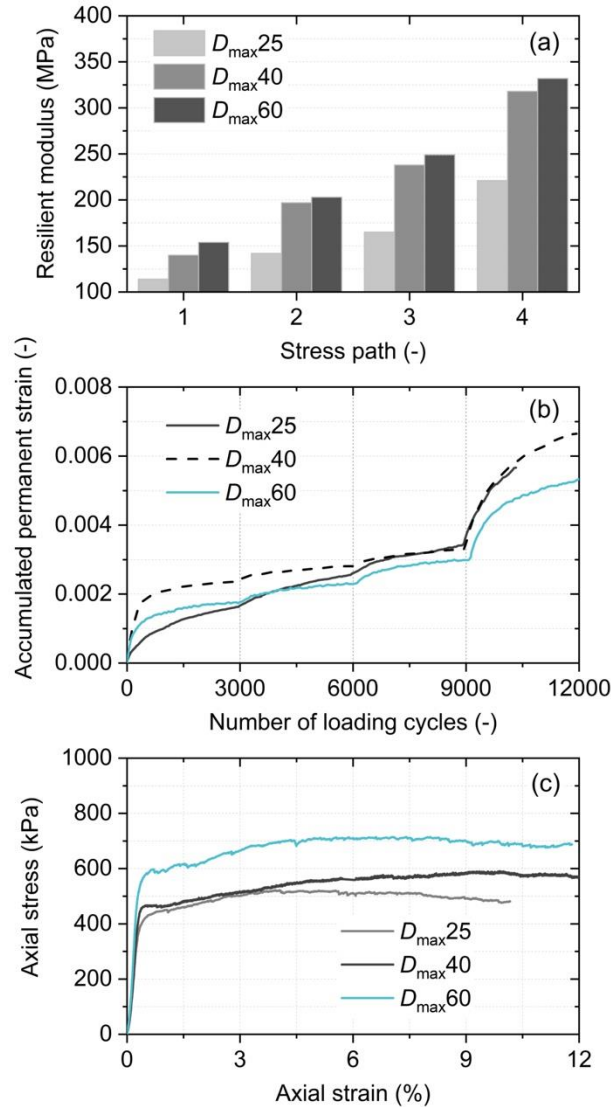 400
350
300
250
200
150
100
Resilient modulus (MPa)
(a)
Dmax25
Dmax40
Dmax60
1 2 3 4
Stress path (-)
0.008
0.006
0.004
0.002
0.000
Accumulated permanent strain (-)
(b)
Dmax25
Dmax40
Dmax60
0 3000 6000 9000 12000
Number of loading cycles (-)
1000
800
600
400
200
0
Axial stress (kPa)
(c)
Dmax25
Dmax40
Dmax60
0 3 6 9 12
Axial strain (%)